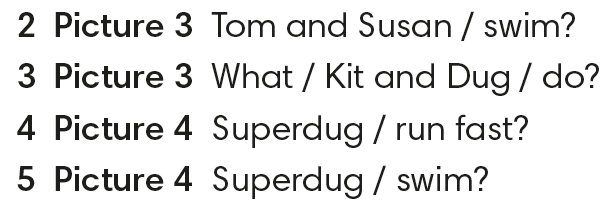 2 Picture 3 Tom and Susan / swim?
3 Picture 3 What / Kit and Dug / do?
4 Picture 4 Superdug / run fast?
5 Picture 4 Superdug / swim?